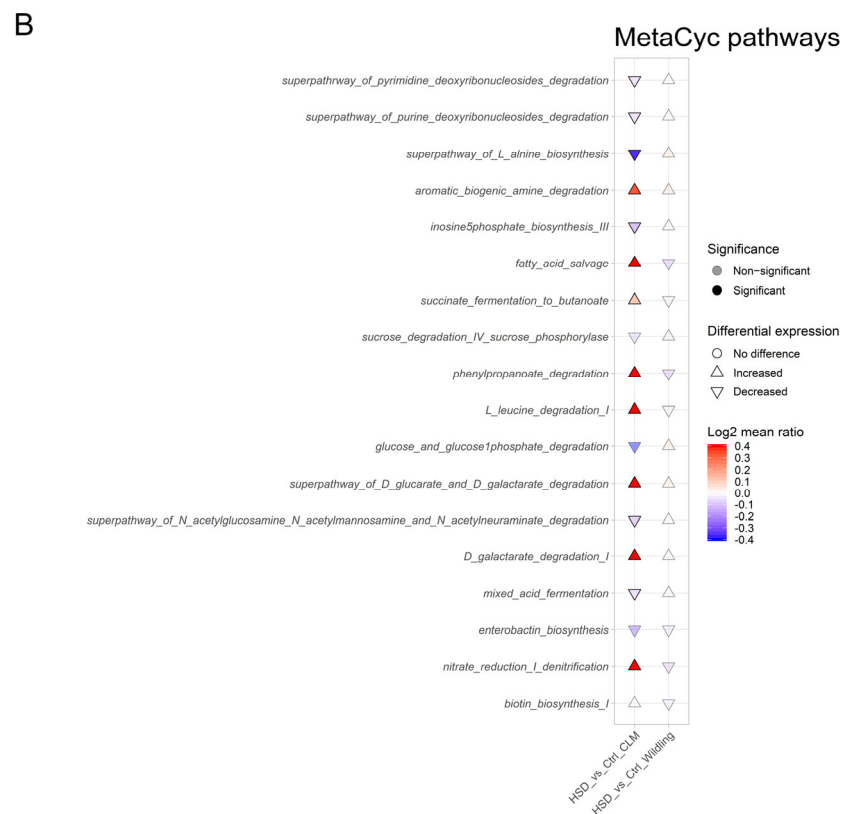 B
MetaCyc pathways
superpathrway_of_pyrimidine_deoxyribonucleosides_degradation
superpathway_of_purine_deoxyribonucleosides_degradation
superpathway_of_L_alnine_biosynthesis
aromatic_biogenic_amine_degradation
inosine5phosphate_biosynthesis_III
fatty_acid_salvage
succinate_fermentation_to_butanoate
sucrose_degradation_IV_sucrose_phosphorylase
phenylpropanoate_degradation
L_leucine_degradation_I
glucose_and_glucose1phosphate_degradation
superpathway_of_D_glucarate_and_D_galactarate_degradation
superpathway_of_N_acetylglucosamine_N_acetylmannosamine_and_N_acetylneuraminate_degradation
D_galactarate_degradation_I
mixed_acid_fermentation
enterobactin_biosynthesis
nitrate_reduction_I_denitrification
biotin_biosynthesis_I
HSD_vs_Ctrl_CLM
HSD_vs_Ctrl_Wildling
Significance
Non−significant
Significant
Differential expression
No difference
Increased
Decreased
Log2 mean ratio
0.4
0.3
0.2
0.1
0.0
-0.1
-0.2
-0.3
-0.4